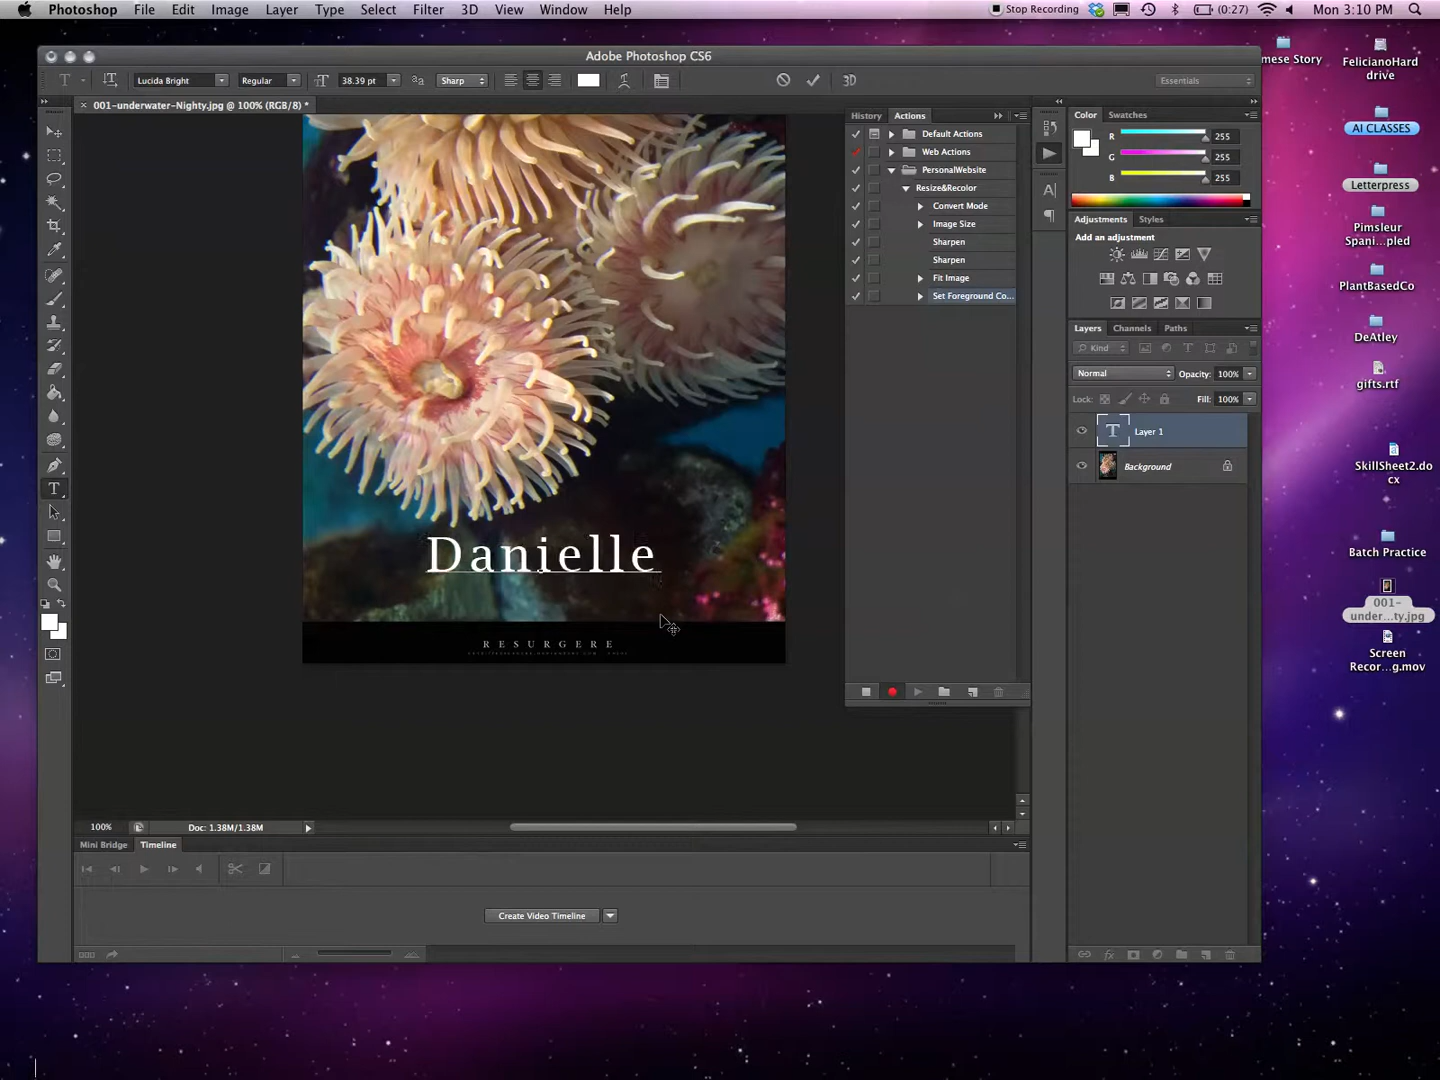 Photoshop File Edit Image Layer Type Select Filter 3D View Window Help Stop Recording (0:27) Mon 3:10 PM
Adobe Photoshop CS6
T Lucida Bright Regular 38.39 pt Sharp 3D Essentials
001-underwater-Nighty.jpg @ 100% (RGB/8) *
History Actions
Default Actions
Web Actions
PersonalWebsite
Resize&Recolor
Convert Mode
Image Size
Sharpen
Sharpen
Fit Image
Set Foreground Co...
Color Swatches
R 255
G 255
B 255
Adjustments Styles
Add an adjustment
Layers Channels Paths
Kind
Normal Opacity: 100%
Lock: Fill: 100%
T Layer 1
Background
Danielle
RESURGERE
100% Doc: 1.38M/1.38M
Mini Bridge Timeline
Create Video Timeline
mese Story
FelicianoHard
drive
AI CLASSES
Letterpress
Pimsleur
Spani...pled
PlantBasedCo
DeAtley
gifts.rtf
SkillSheet2.do
cx
Batch Practice
001-
under...ty.jpg
Screen
Recor...g.mov